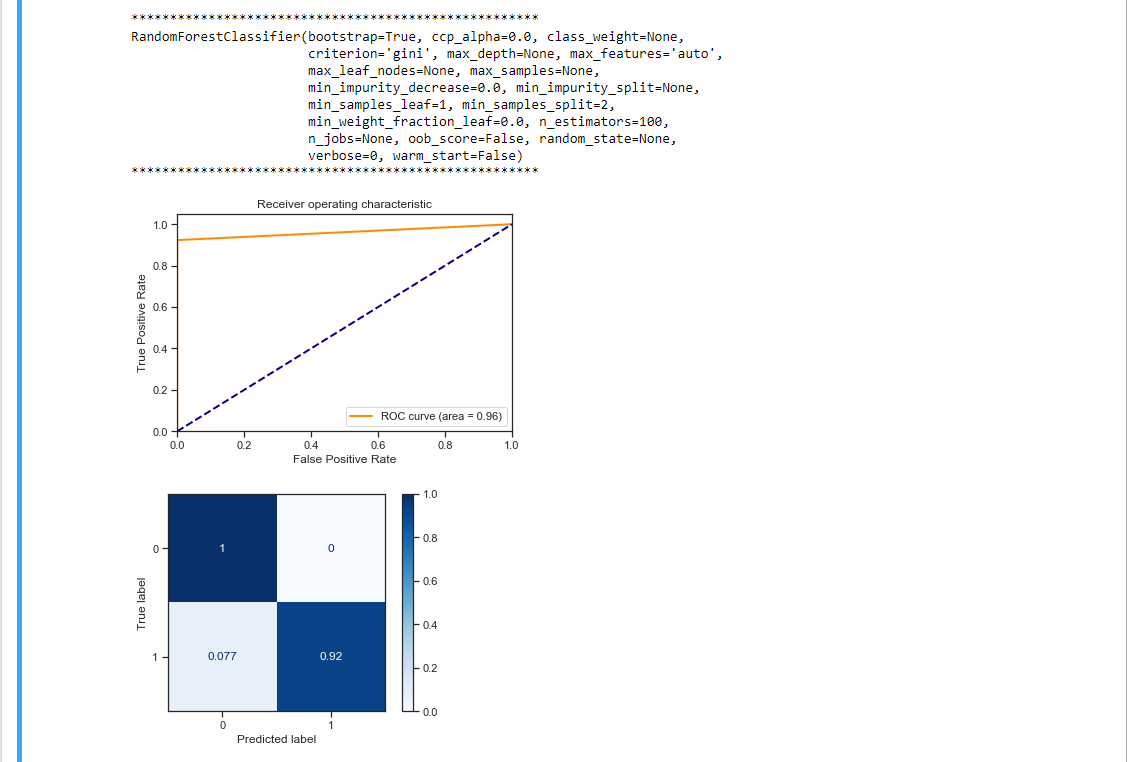 *****************************************************
RandomForestClassifier(bootstrap=True, ccp_alpha=0.0, class_weight=None,
criterion='gini', max_depth=None, max_features='auto',
max_leaf_nodes=None, max_samples=None,
min_impurity_decrease=0.0, min_impurity_split=None,
min_samples_leaf=1, min_samples_split=2,
min_weight_fraction_leaf=0.0, n_estimators=100,
n_jobs=None, oob_score=False, random_state=None,
verbose=0, warm_start=False)
*****************************************************
Receiver operating characteristic
True Positive Rate
1.0
0.8
0.6
0.4
0.2
0.0
ROC curve (area = 0.96)
0.0 0.2 0.4 0.6 0.8 1.0
False Positive Rate
True label
0
1
1 0
0.077 0.92
0 1
Predicted label
1.0
0.8
0.6
0.4
0.2
0.0